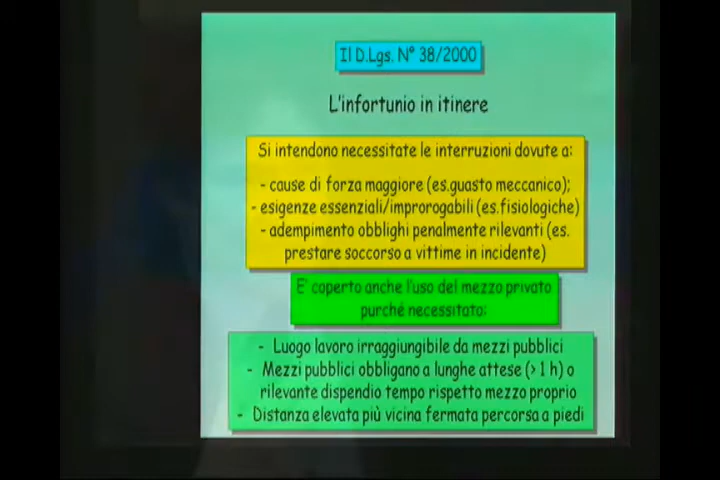 Il D.Lgs. N° 38/2000
L'infortunio in itinere
Si intendono necessitate le interruzioni dovute a:
- cause di forza maggiore (es.guasto meccanico);
- esigenze essenziali/improrogabili (es.fisiologiche)
- adempimento obblighi penalmente rilevanti (es.
prestare soccorso a vittime in incidente)
E' coperto anche l'uso del mezzo privato
purché necessitato:
- Luogo lavoro irraggiungibile da mezzi pubblici
- Mezzi pubblici obbligano a lunghe attese (> 1 h) o
rilevante dispendio tempo rispetto mezzo proprio
- Distanza elevata più vicina fermata percorsa a piedi